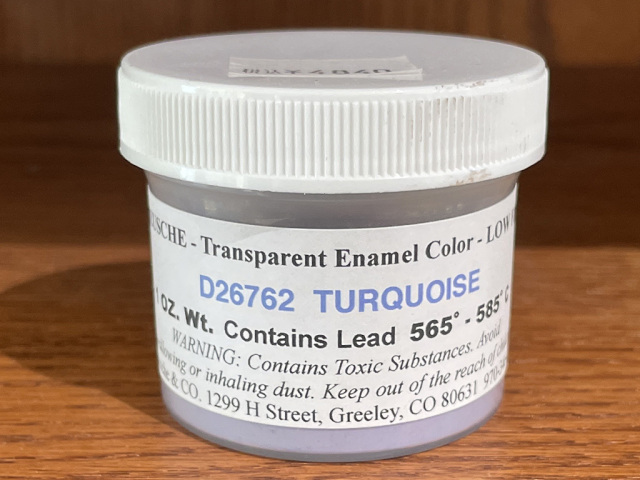 USCHE - Transparent Enamel Color - LOW
D26762 TURQUOISE
1 OZ. Wt. Contains Lead 565° - 585° C
WARNING: Contains Toxic Substances. Avoid
or inhaling dust. Keep out of the reach of
& CO. 1299 H Street, Greeley, CO 80631 970-